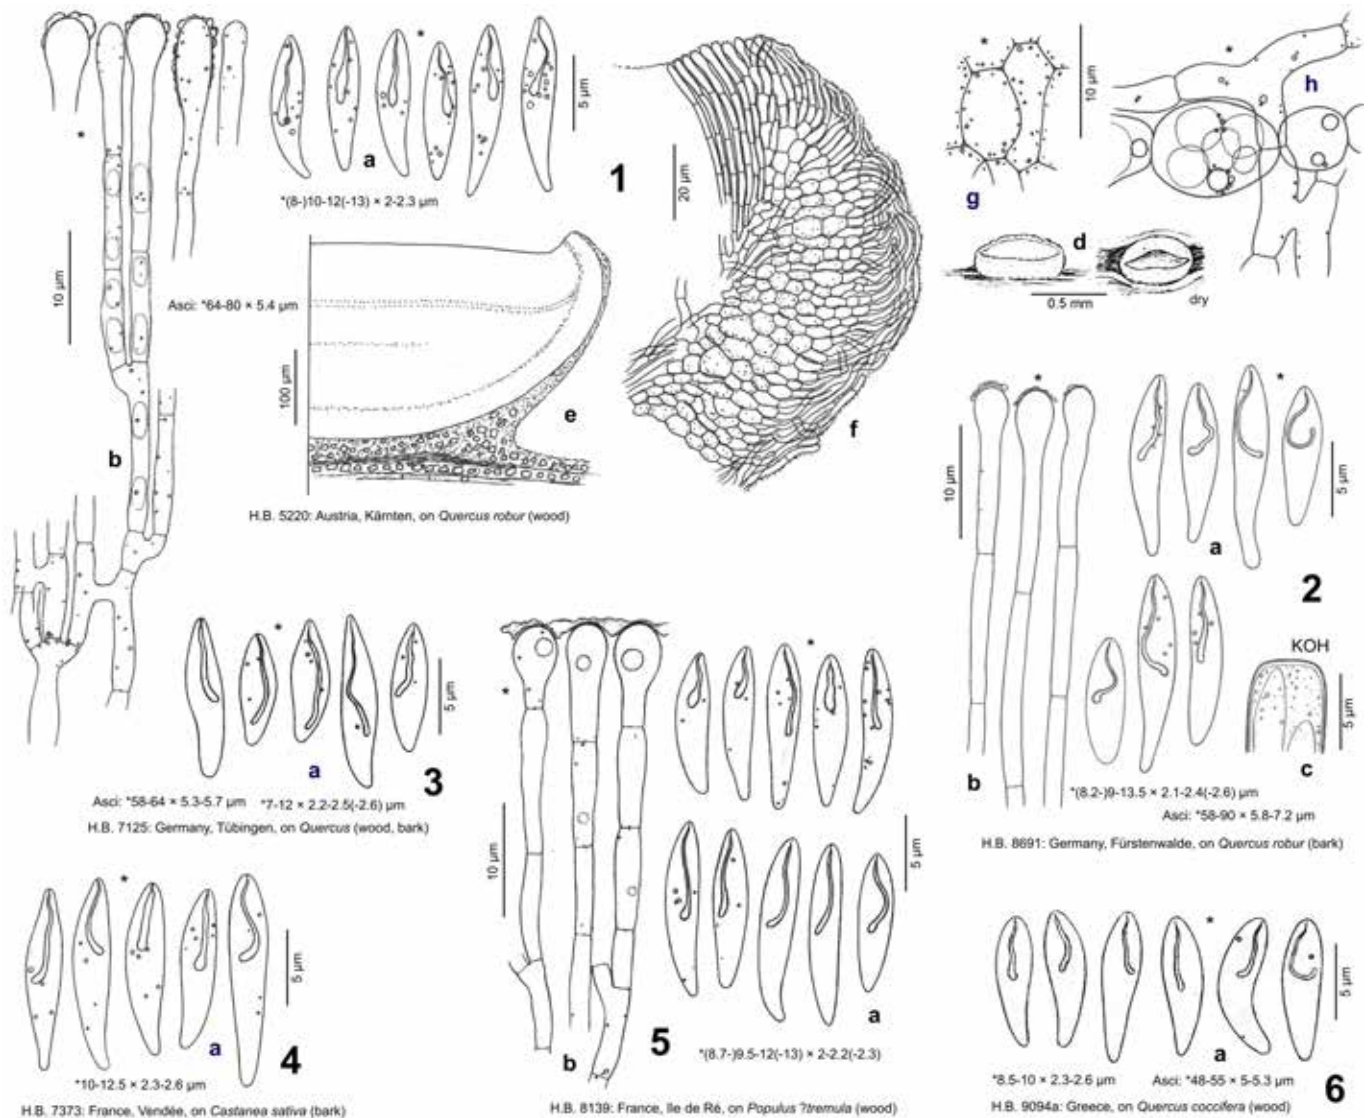 *
a
*
5 µm
*(8-)10-12(-13) × 2-2.3 µm
1
10 µm
b
Asci: *64-80 × 5.4 µm
100 µm
e
H.B. 5220: Austria, Kärnten, on Quercus robur (wood)
20 µm
f
*
g
10 µm
*
h
d
0.5 mm
dry
*
10 µm
b
*
a
5 µm
2
KOH
c
5 µm
*(8.2-)9-13.5 × 2.1-2.4(-2.6) µm
Asci: *58-90 × 5.8-7.2 µm
H.B. 8691: Germany, Fürstenwalde, on Quercus robur (bark)
*
a
5 µm
3
Asci: *58-64 × 5.3-5.7 µm *7-12 × 2.2-2.5(-2.6) µm
H.B. 7125: Germany, Tübingen, on Quercus (wood, bark)
*
a
5 µm
4
*10-12.5 × 2.3-2.6 µm
H.B. 7373: France, Vendée, on Castanea sativa (bark)
*
10 µm
b
*
5 µm
a
5
*(8.7-)9.5-12(-13) × 2-2.2(-2.3)
H.B. 8139: France, Ile de Ré, on Populus ?tremula (wood)
*
a
5 µm
6
*8.5-10 × 2.3-2.6 µm Asci: *48-55 × 5-5.3 µm
H.B. 9094a: Greece, on Quercus coccifera (wood)